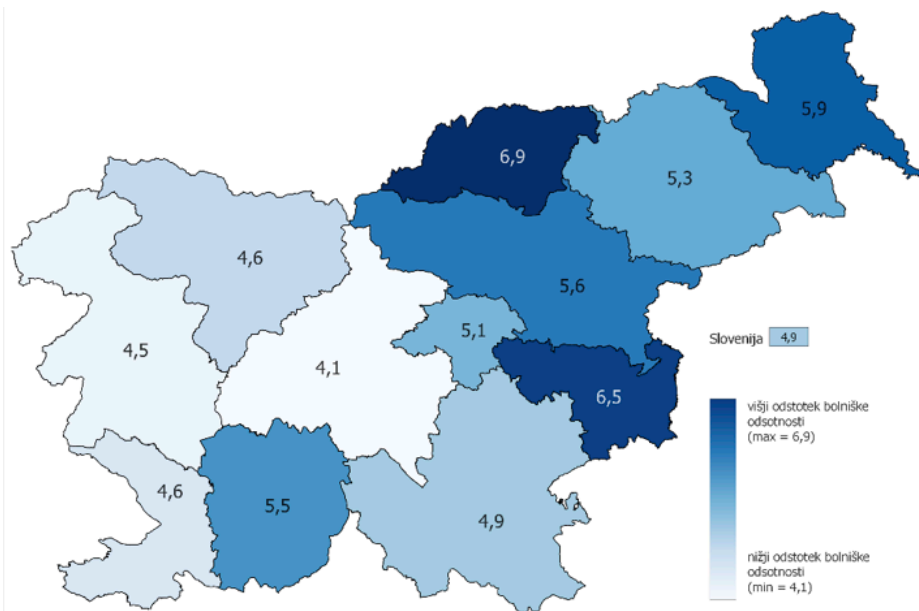 5,9
6,9
5,3
4,6
5,6
5,1
4,5
4,1
6,5
4,6
5,5
4,9
Slovenija 4,9
višji odstotek bolniške
odsotnosti
(max = 6,9)
nižji odstotek bolniške
odsotnosti
(min = 4,1)